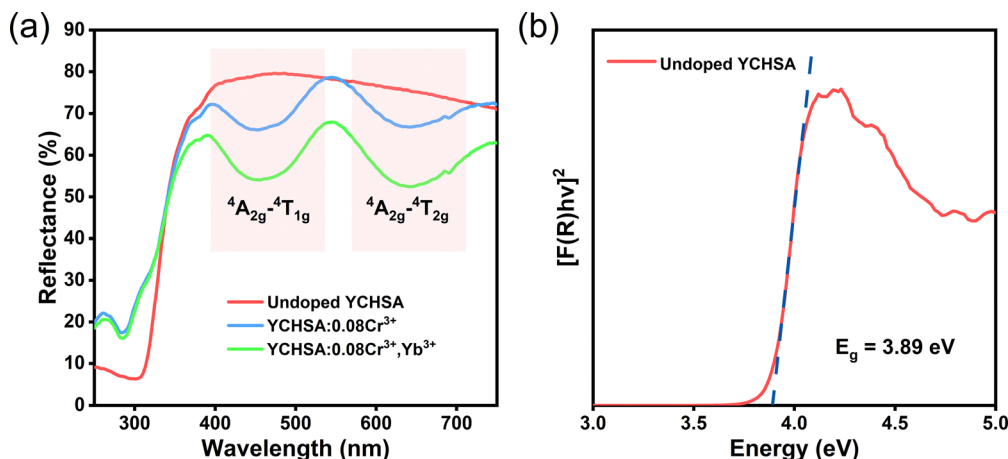 (a)
Reflectance (%)
90
80
70
60
50
40
30
20
10
0
⁴A₂g-⁴T₁g
⁴A₂g-⁴T₂g
Undoped YCHSA
YCHSA:0.08Cr³⁺
YCHSA:0.08Cr³⁺,Yb³⁺
300 400 500 600 700
Wavelength (nm)
(b)
[F(R)hv]²
Undoped YCHSA
E_g = 3.89 eV
3.0 3.5 4.0 4.5 5.0
Energy (eV)